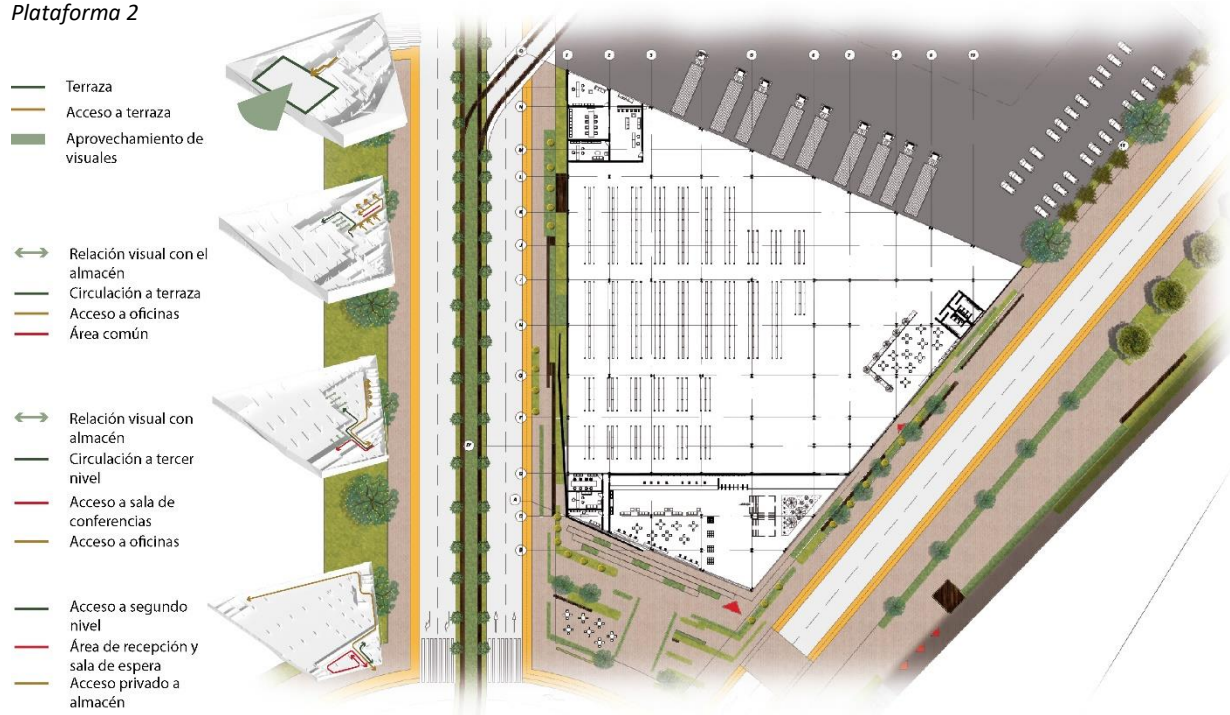 Plataforma 2
Terraza
Acceso a terraza
Aprovechamiento de
visuales
Relación visual con el
almacén
Circulación a terraza
Acceso a oficinas
Área común
Relación visual con
almacén
Circulación a tercer
nivel
Acceso a sala de
conferencias
Acceso a oficinas
Acceso a segundo
nivel
Área de recepción y
sala de espera
Acceso privado a
almacén